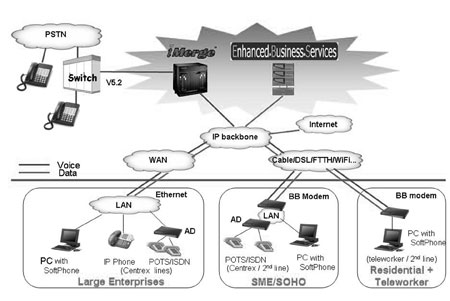 PSTN
iMerge
Enhanced-Business-Services
Switch
V5.2
IP backbone
Internet
WAN
Cable/DSL/FTTH/WiFi...
Voice
Data
Ethernet
LAN
AD
PC with
SoftPhone
IP Phone
(Centrex lines)
POTS/ISDN
Large Enterprises
BB Modem
AD
LAN
POTS/ISDN
(Centrex / 2nd line)
PC with
SoftPhone
SME/SOHO
BB modem
PC with
SoftPhone
(teleworker / 2nd line)
Residential +
Teleworker